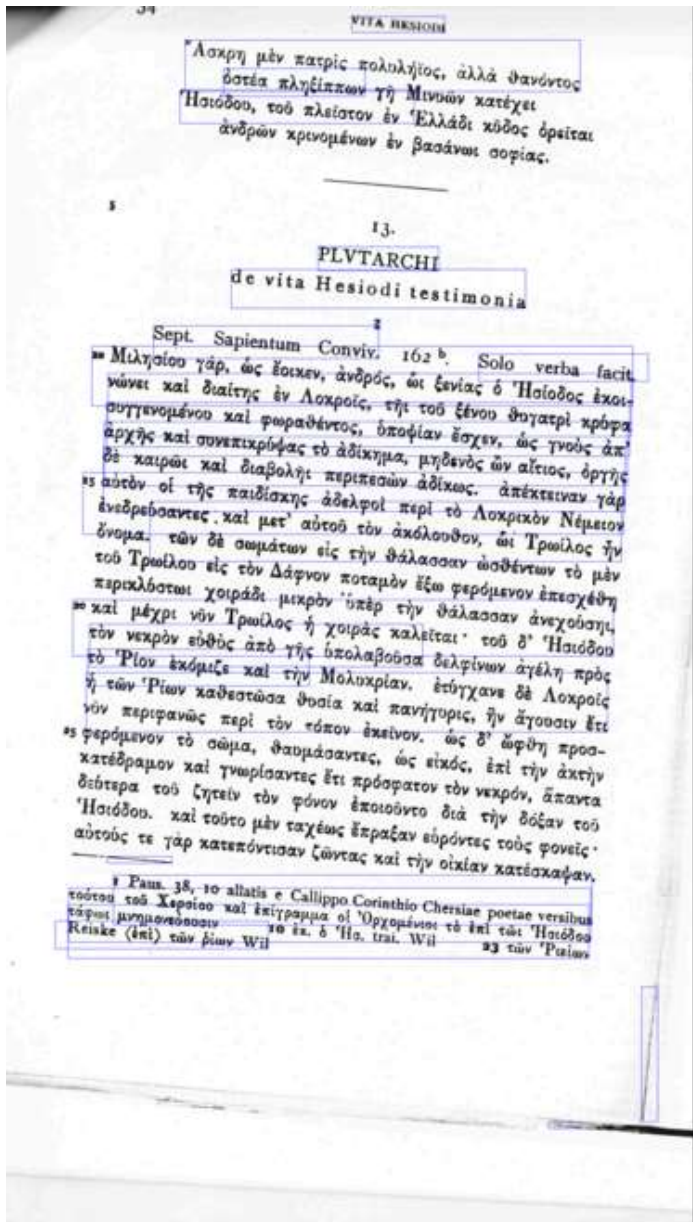 34
VITA HESIODI
Ἄσκρη μὲν πατρὶς πολυλήϊος, ἀλλὰ θανόντος
ὀστέα πληξίππων γῆ Μινυῶν κατέχει
Ἡσιόδου, τοῦ πλεῖστον ἐν Ἑλλάδι κῦδος ὀρεῖται
ἀνδρῶν κρινομένων ἐν βασάνωι σοφίας.
5
13.
PLVTARCHI
de vita Hesiodi testimonia
Sept. Sapientum Conviv. 162 b. Solo verba facit.
Μιλησίου γάρ, ὡς ἔοικεν, ἀνδρός, ὧι ξενίας ὁ Ἡσίοδος ἐκοι-
νώνει καὶ διαίτης ἐν Λοκροῖς, τῆι τοῦ ξένου θυγατρὶ κρύφα
συγγενομένου καὶ φωραθέντος, ὑποψίαν ἔσχεν, ὡς γνοὺς ἀπ'
ἀρχῆς καὶ συνεπικρύψας τὸ ἀδίκημα, μηδενὸς ὢν αἴτιος, ὀργῆς
δὲ καιρῶι καὶ διαβολῆι περιπεσὼν ἀδίκως. ἀπέκτειναν γὰρ
15 αὐτὸν οἱ τῆς παιδίσκης ἀδελφοὶ περὶ τὸ Λοκρικὸν Νέμειον
ἐνεδρεύσαντες καὶ μετ' αὐτοῦ τὸν ἀκόλουθον, ὧι Τρωίλος ἦν
ὄνομα. τῶν δὲ σωμάτων εἰς τὴν θάλασσαν ὠσθέντων τὸ μὲν
τοῦ Τρωίλου εἰς τὸν Δάφνον ποταμὸν ἔξω φερόμενον ἐπεσχέθη
περικλύστωι χοιράδι μικρὸν ὑπὲρ τὴν θάλασσαν ἀνεχούσηι,
20 καὶ μέχρι νῦν Τρωίλος ἡ χοιρὰς καλεῖται· τοῦ δ' Ἡσιόδου
τὸν νεκρὸν εὐθὺς ἀπὸ γῆς ὑπολαβοῦσα δελφίνων ἀγέλη πρὸς
τὸ Ῥίον ἐκόμιζε καὶ τὴν Μολυκρίαν. ἐτύγχανε δὲ Λοκροῖς
ἡ τῶν Ῥίων καθεστῶσα θυσία καὶ πανήγυρις, ἣν ἄγουσιν ἔτι
νῦν περιφανῶς περὶ τὸν τόπον ἐκεῖνον. ὡς δ' ὤφθη προσ-
25 φερόμενον τὸ σῶμα, θαυμάσαντες, ὡς εἰκός, ἐπὶ τὴν ἀκτὴν
κατέδραμον καὶ γνωρίσαντες ἔτι πρόσφατον τὸν νεκρόν, ἅπαντα
δεύτερα τοῦ ζητεῖν τὸν φόνον ἐποιοῦντο διὰ τὴν δόξαν τοῦ
Ἡσιόδου. καὶ τοῦτο μὲν ταχέως ἔπραξαν εὑρόντες τοὺς φονεῖς·
αὐτούς τε γὰρ κατεπόντισαν ζῶντας καὶ τὴν οἰκίαν κατέσκαψαν.
1 Paus. 38, 10 allatis e Callippo Corinthio Chersiae poetae versibus
τούτου τοῦ Χερσίου καὶ ἐπίγραμμα οἱ Ὀρχομένιοι τὸ ἐπὶ τῶι Ἡσιόδου
τάφωι μνημονεύουσιν 10 ἐκ. ὁ Ἡσ. trai. Wil 23 τῶν
Reiske (ἐπὶ) τῶν Wil